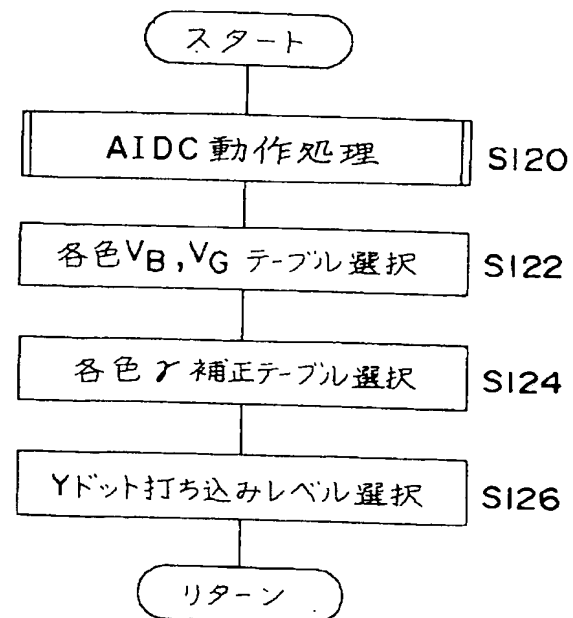 スタート
AIDC動作処理 S120
各色VB,VG テーブル選択 S122
各色γ補正テーブル選択 S124
Yドット打ち込みレベル選択 S126
リターン